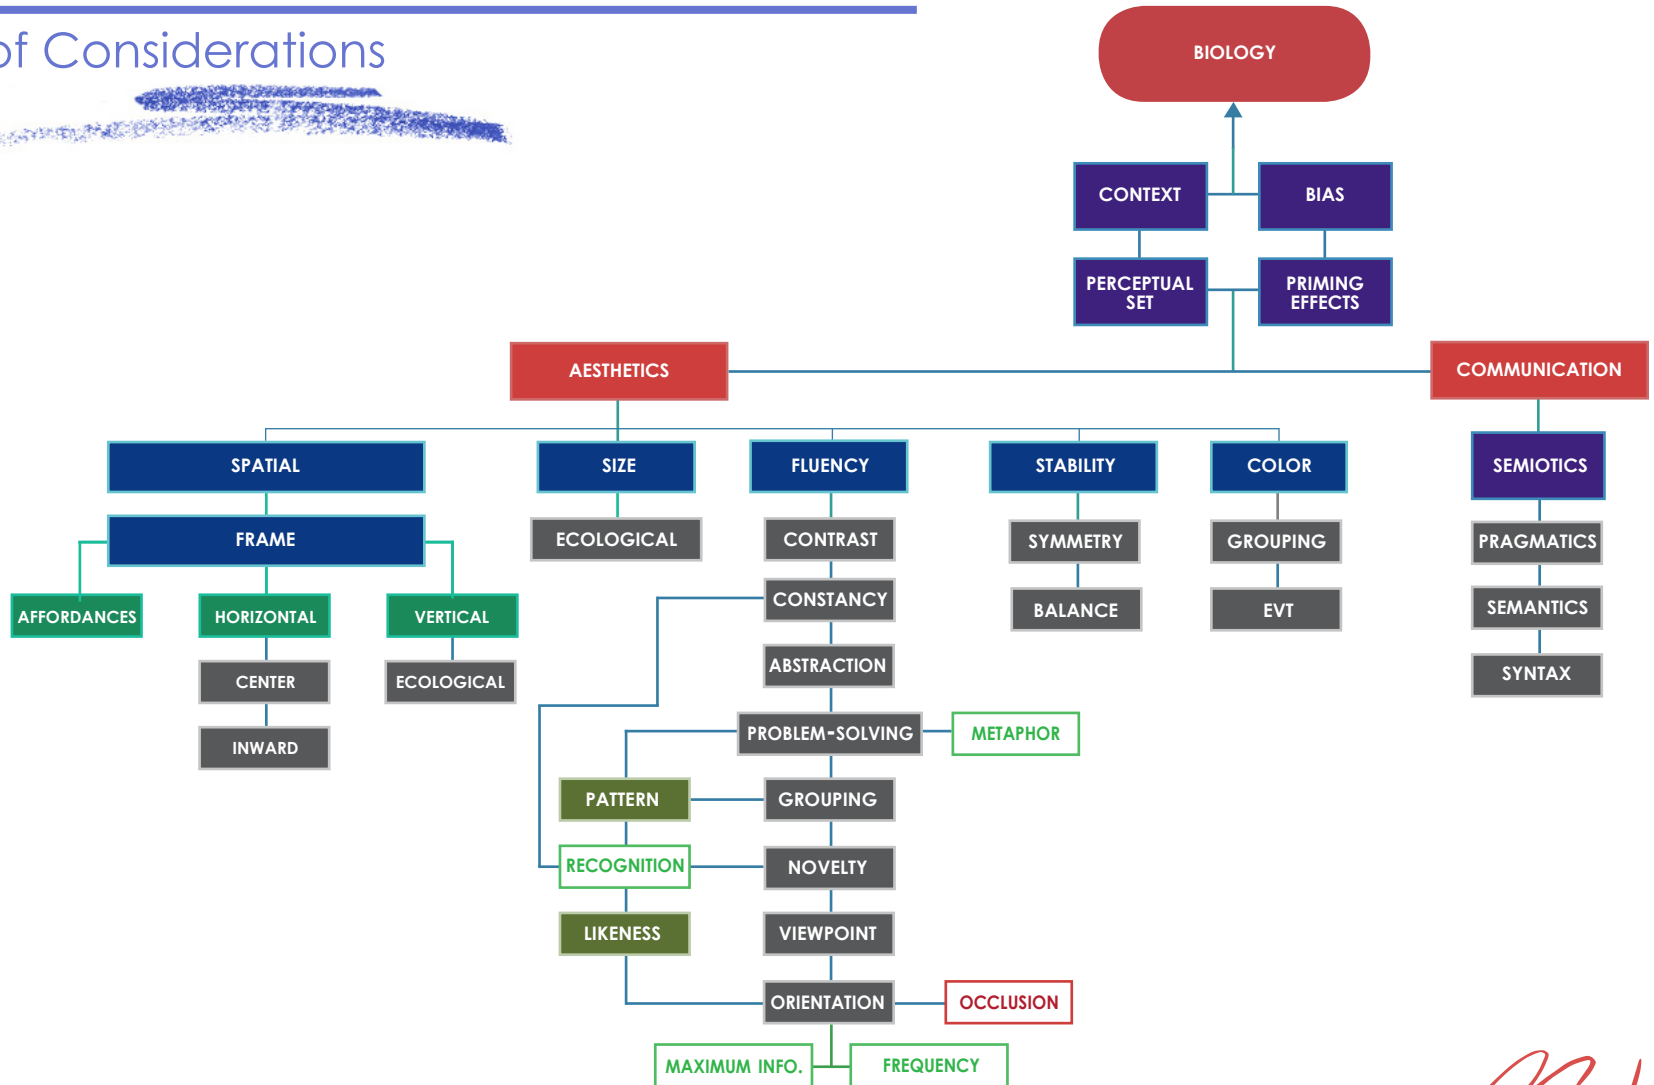 of Considerations
BIOLOGY
CONTEXT
BIAS
PERCEPTUAL
SET
PRIMING
EFFECTS
AESTHETICS
COMMUNICATION
SPATIAL
SIZE
FLUENCY
STABILITY
COLOR
SEMIOTICS
FRAME
ECOLOGICAL
CONTRAST
SYMMETRY
GROUPING
PRAGMATICS
AFFORDANCES
HORIZONTAL
VERTICAL
CONSTANCY
BALANCE
EVT
SEMANTICS
CENTER
ECOLOGICAL
ABSTRACTION
SYNTAX
INWARD
PROBLEM-SOLVING
METAPHOR
PATTERN
GROUPING
RECOGNITION
NOVELTY
LIKENESS
VIEWPOINT
ORIENTATION
OCCLUSION
MAXIMUM INFO.
FREQUENCY